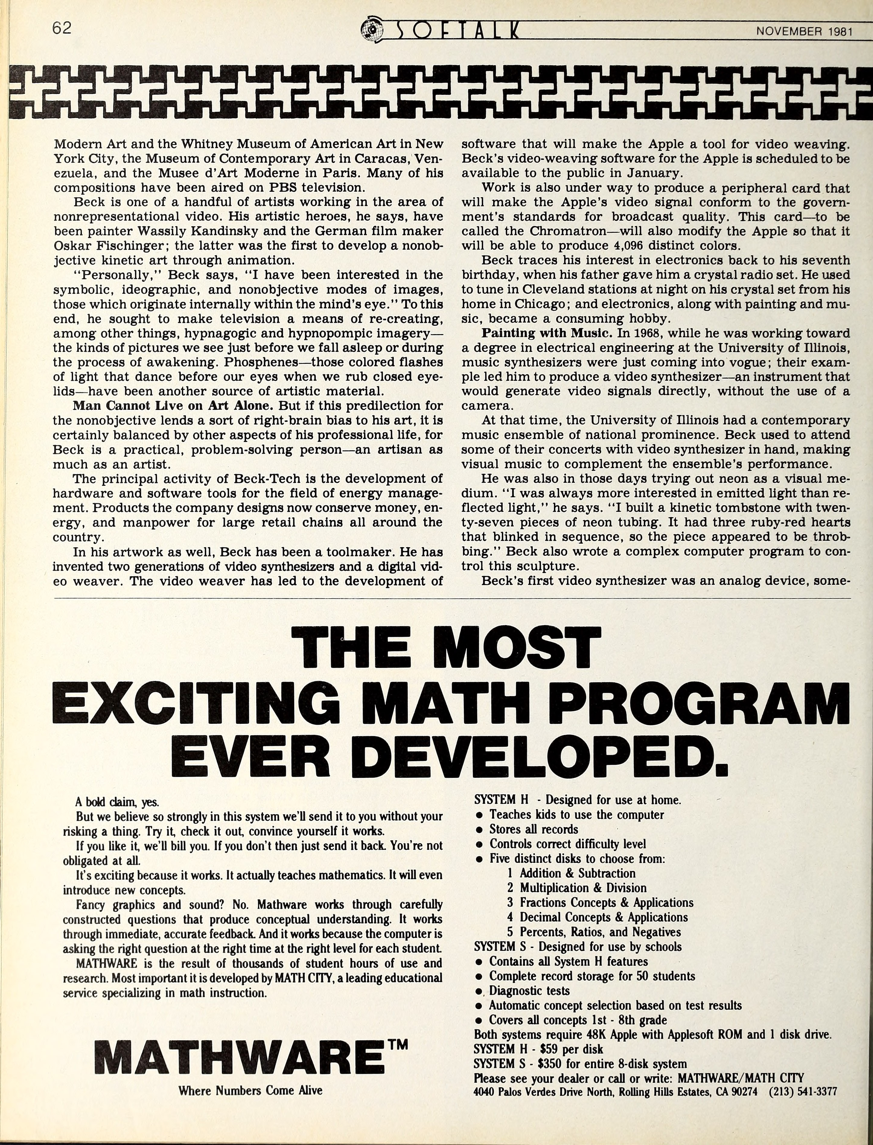 62
SOFTALK
NOVEMBER 1981
Modern Art and the Whitney Museum of American Art in New
York City, the Museum of Contemporary Art in Caracas, Ven-
ezuela, and the Musee d'Art Moderne in Paris. Many of his
compositions have been aired on PBS television.
Beck is one of a handful of artists working in the area of
nonrepresentational video. His artistic heroes, he says, have
been painter Wassily Kandinsky and the German film maker
Oskar Fischinger; the latter was the first to develop a nonob-
jective kinetic art through animation.
"Personally," Beck says, "I have been interested in the
symbolic, ideographic, and nonobjective modes of images,
those which originate internally within the mind's eye." To this
end, he sought to make television a means of re-creating,
among other things, hypnagogic and hypnopompic imagery—
the kinds of pictures we see just before we fall asleep or during
the process of awakening. Phosphenes—those colored flashes
of light that dance before our eyes when we rub closed eye-
lids—have been another source of artistic material.
Man Cannot Live on Art Alone. But if this predilection for
the nonobjective lends a sort of right-brain bias to his art, it is
certainly balanced by other aspects of his professional life, for
Beck is a practical, problem-solving person—an artisan as
much as an artist.
The principal activity of Beck-Tech is the development of
hardware and software tools for the field of energy manage-
ment. Products the company designs now conserve money, en-
ergy, and manpower for large retail chains all around the
country.
In his artwork as well, Beck has been a toolmaker. He has
invented two generations of video synthesizers and a digital vid-
eo weaver. The video weaver has led to the development of
software that will make the Apple a tool for video weaving.
Beck's video-weaving software for the Apple is scheduled to be
available to the public in January.
Work is also under way to produce a peripheral card that
will make the Apple's video signal conform to the govern-
ment's standards for broadcast quality. This card—to be
called the Chromatron—will also modify the Apple so that it
will be able to produce 4,096 distinct colors.
Beck traces his interest in electronics back to his seventh
birthday, when his father gave him a crystal radio set. He used
to tune in Cleveland stations at night on his crystal set from his
home in Chicago; and electronics, along with painting and mu-
sic, became a consuming hobby.
Painting with Music. In 1968, while he was working toward
a degree in electrical engineering at the University of Illinois,
music synthesizers were just coming into vogue; their exam-
ple led him to produce a video synthesizer—an instrument that
would generate video signals directly, without the use of a
camera.
At that time, the University of Illinois had a contemporary
music ensemble of national prominence. Beck used to attend
some of their concerts with video synthesizer in hand, making
visual music to complement the ensemble's performance.
He was also in those days trying out neon as a visual me-
dium. "I was always more interested in emitted light than re-
flected light," he says. "I built a kinetic tombstone with twen-
ty-seven pieces of neon tubing. It had three ruby-red hearts
that blinked in sequence, so the piece appeared to be throb-
bing." Beck also wrote a complex computer program to con-
trol this sculpture.
Beck's first video synthesizer was an analog device, some-
THE MOST
EXCITING MATH PROGRAM
EVER DEVELOPED.
A bold claim, yes.
But we believe so strongly in this system we'll send it to you without your
risking a thing. Try it, check it out, convince yourself it works.
If you like it, we'll bill you. If you don't then just send it back. You're not
obligated at all.
It's exciting because it works. It actually teaches mathematics. It will even
introduce new concepts.
Fancy graphics and sound? No. Mathware works through carefully
constructed questions that produce conceptual understanding. It works
through immediate, accurate feedback. And it works because the computer is
asking the right question at the right time at the right level for each student.
MATHWARE is the result of thousands of student hours of use and
research. Most important it is developed by MATH CITY, a leading educational
service specializing in math instruction.
MATHWARE™
Where Numbers Come Alive
SYSTEM H - Designed for use at home.
• Teaches kids to use the computer
• Stores all records
• Controls correct difficulty level
• Five distinct disks to choose from:
1 Addition & Subtraction
2 Multiplication & Division
3 Fractions Concepts & Applications
4 Decimal Concepts & Applications
5 Percents, Ratios, and Negatives
SYSTEM S - Designed for use by schools
• Contains all System H features
• Complete record storage for 50 students
• Diagnostic tests
• Automatic concept selection based on test results
• Covers all concepts 1st - 8th grade
Both systems require 48K Apple with Applesoft ROM and 1 disk drive.
SYSTEM H - $59 per disk
SYSTEM S - $350 for entire 8-disk system
Please see your dealer or call or write: MATHWARE/MATH CITY
4040 Palos Verdes Drive North, Rolling Hills Estates, CA 90274 (213) 541-3377